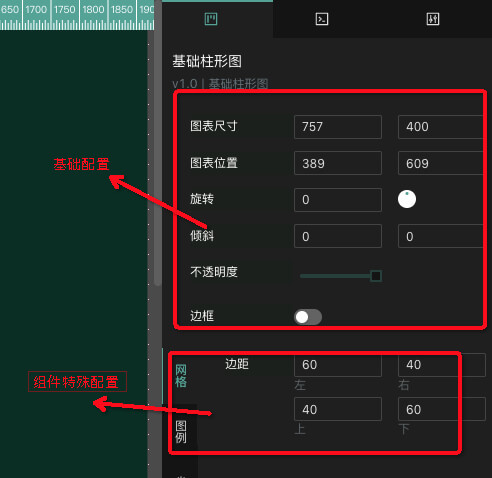 650 1700 1750 1800 1850 190
基础柱形图
v1.0 | 基础柱形图
图表尺寸 757 400
图表位置 389 609
基础配置
旋转 0
倾斜 0 0
不透明度
边框
网格
边距 60 40
左 右
组件特殊配置
40 60
上 下
图例